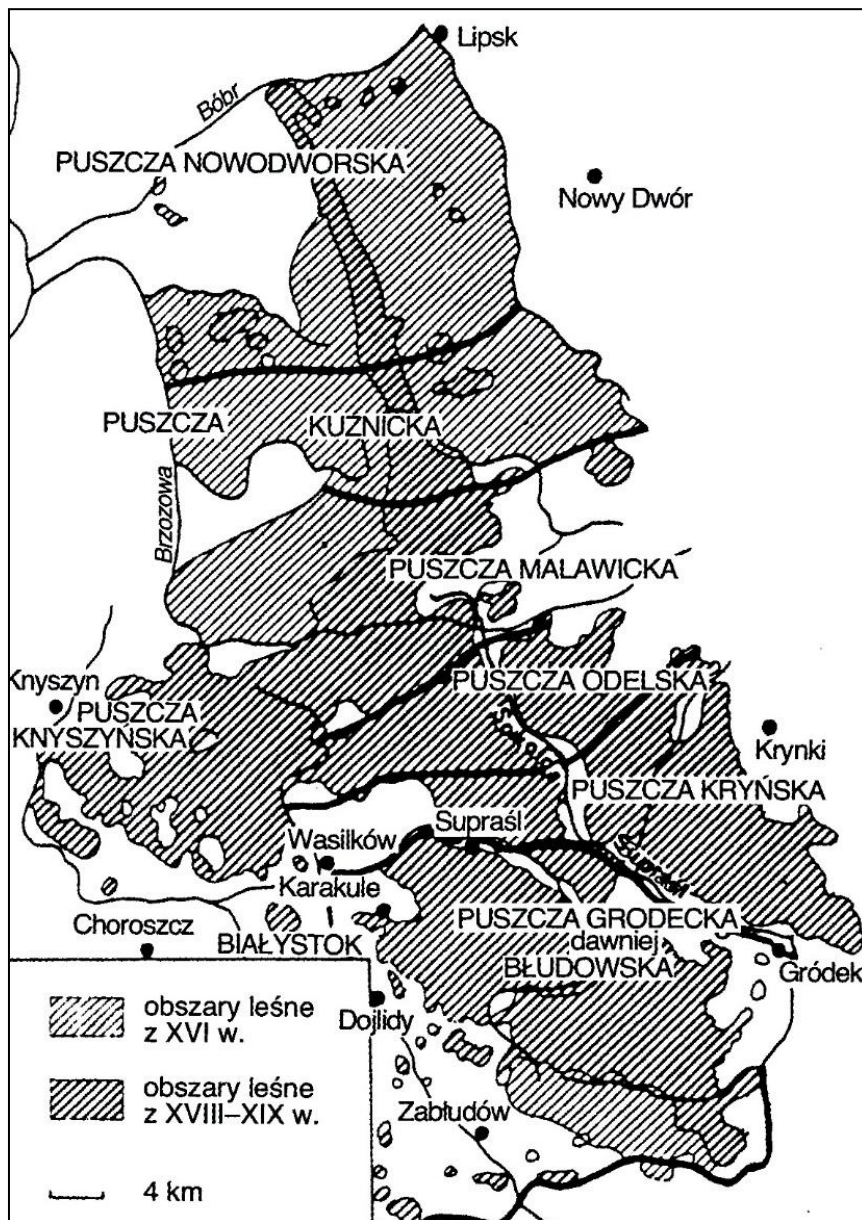 Lipsk
Bóbr
PUSZCZA NOWODWORSKA
Nowy Dwór
PUSZCZA KUZNICKA
Brzozowa
PUSZCZA MALAWICKA
Knyszyn
PUSZCZA
KNYSZYŃSKA
PUSZCZA ODELSKA
Krynki
PUSZCZA KRYŃSKA
Supraśl
Wasilków
Karakule
Choroszcz
BIAŁYSTOK
PUSZCZA GRODECKA
dawniej
BŁUDOWSKA
Gródek
Dojlidy
Zabłudów
obszary leśne
z XVI w.
obszary leśne
z XVIII–XIX w.
4 km